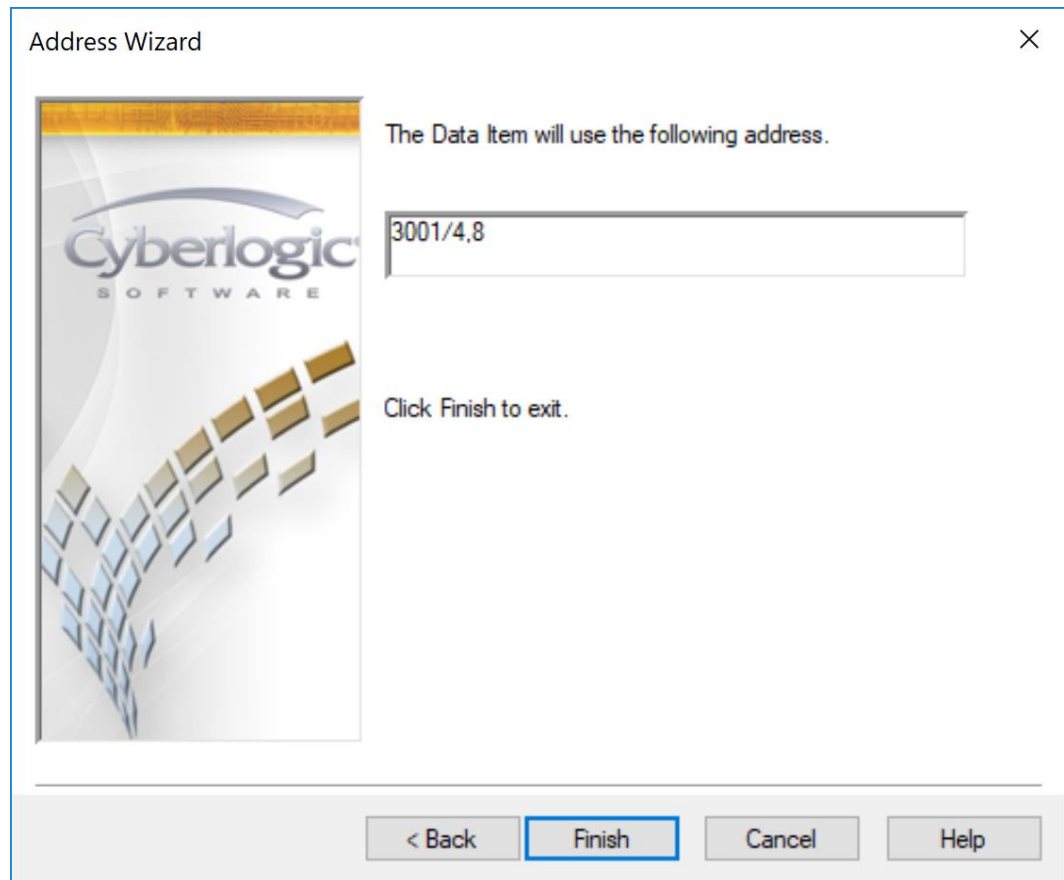 Address Wizard
The Data Item will use the following address.
Cyberlogic
SOFTWARE
3001/4,8
Click Finish to exit.
< Back
Finish
Cancel
Help